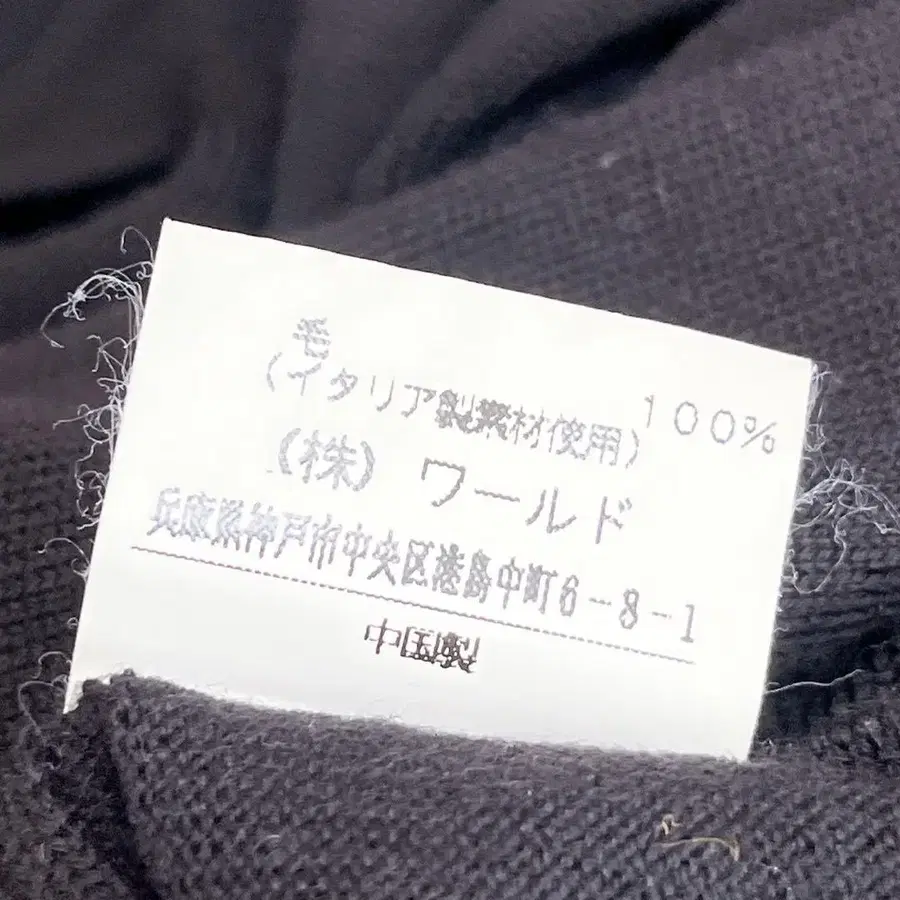 毛 100%
(イタリア製素材使用)
(株) ワールド
兵庫県神戸市中央区港島中町6-8-1
中国製